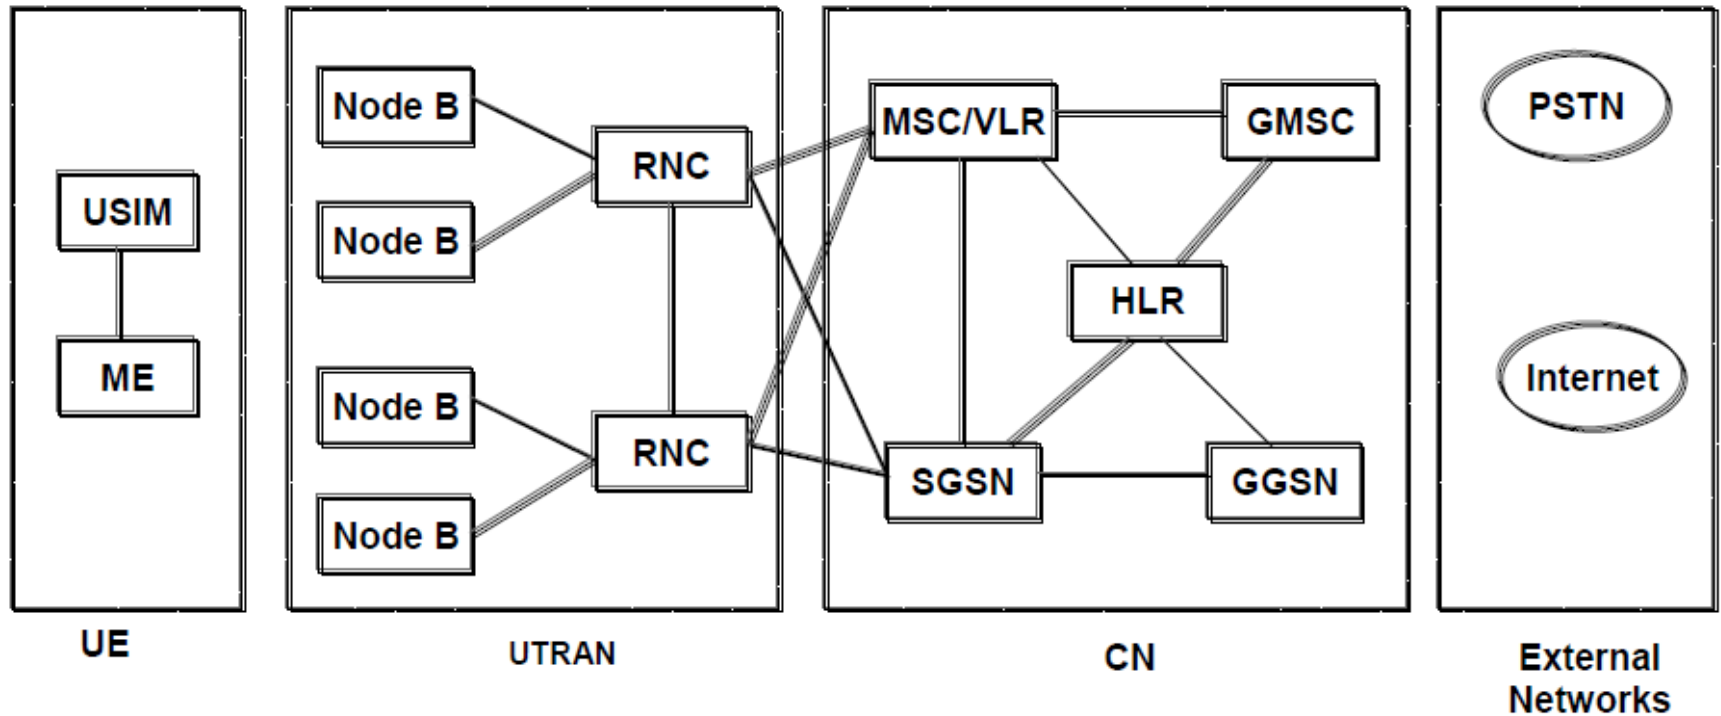 USIM
ME
UE
Node B
Node B
Node B
Node B
RNC
RNC
UTRAN
MSC/VLR
GMSC
HLR
SGSN
GGSN
CN
PSTN
Internet
External
Networks